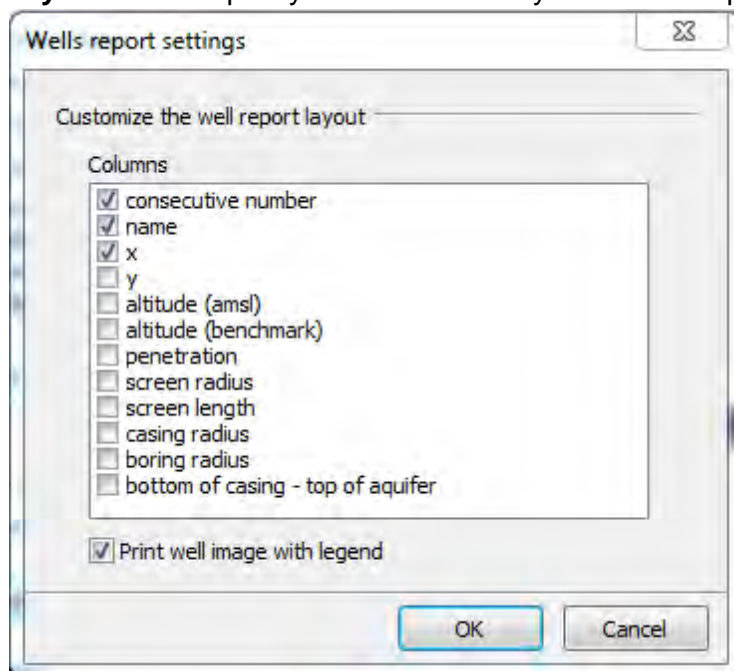 Wells report settings
Customize the well report layout
Columns
consecutive number
name
x
y
altitude (amsl)
altitude (benchmark)
penetration
screen radius
screen length
casing radius
boring radius
bottom of casing - top of aquifer
Print well image with legend
OK Cancel